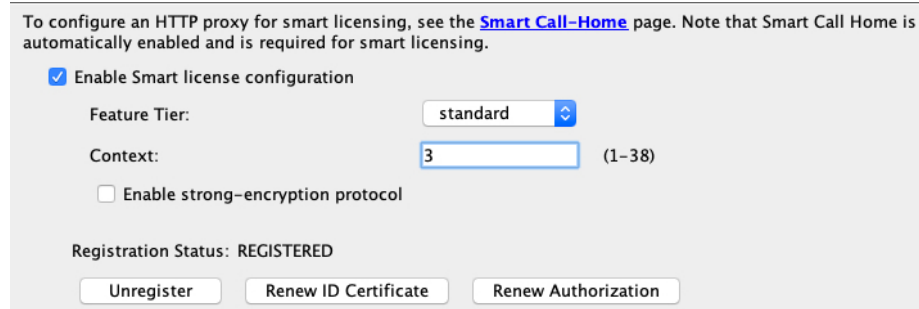 To configure an HTTP proxy for smart licensing, see the Smart Call-Home page. Note that Smart Call Home is
automatically enabled and is required for smart licensing.
Enable Smart license configuration
Feature Tier: standard
Context: 3 (1-38)
Enable strong-encryption protocol
Registration Status: REGISTERED
Unregister Renew ID Certificate Renew Authorization